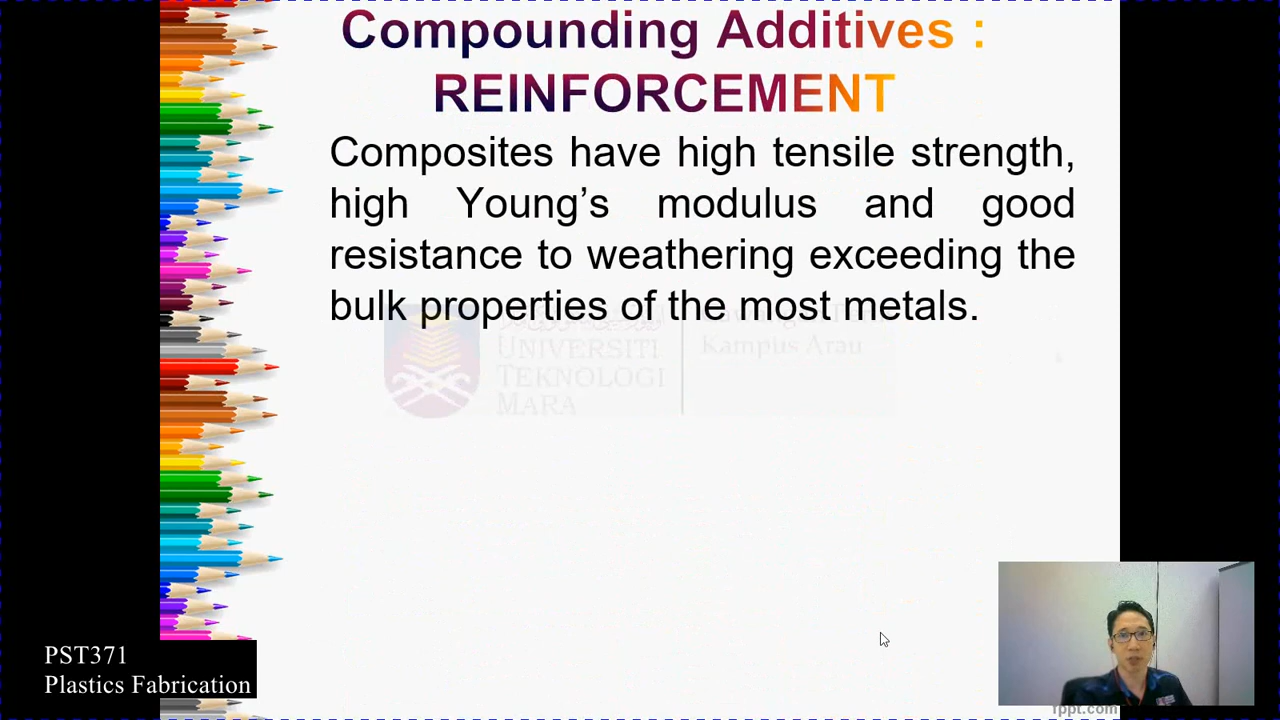 Compounding Additives :
REINFORCEMENT
Composites have high tensile strength,
high Young’s modulus and good
resistance to weathering exceeding the
bulk properties of the most metals.
UNIVERSITI
TEKNOLOGI
MARA
Kampus Arau
PST371
Plastics Fabrication
fppt.com